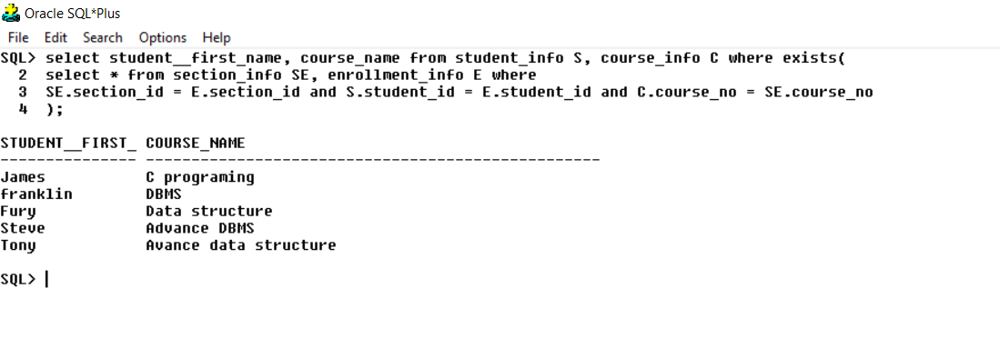 Oracle SQL*Plus
File Edit Search Options Help
SQL> select student__first_name, course_name from student_info S, course_info C where exists(
2 select * from section_info SE, enrollment_info E where
3 SE.section_id = E.section_id and S.student_id = E.student_id and C.course_no = SE.course_no
4 );
STUDENT__FIRST_ COURSE_NAME
--------------- --------------------------------------------------
James C programing
franklin DBMS
Fury Data structure
Steve Advance DBMS
Tony Avance data structure
SQL>